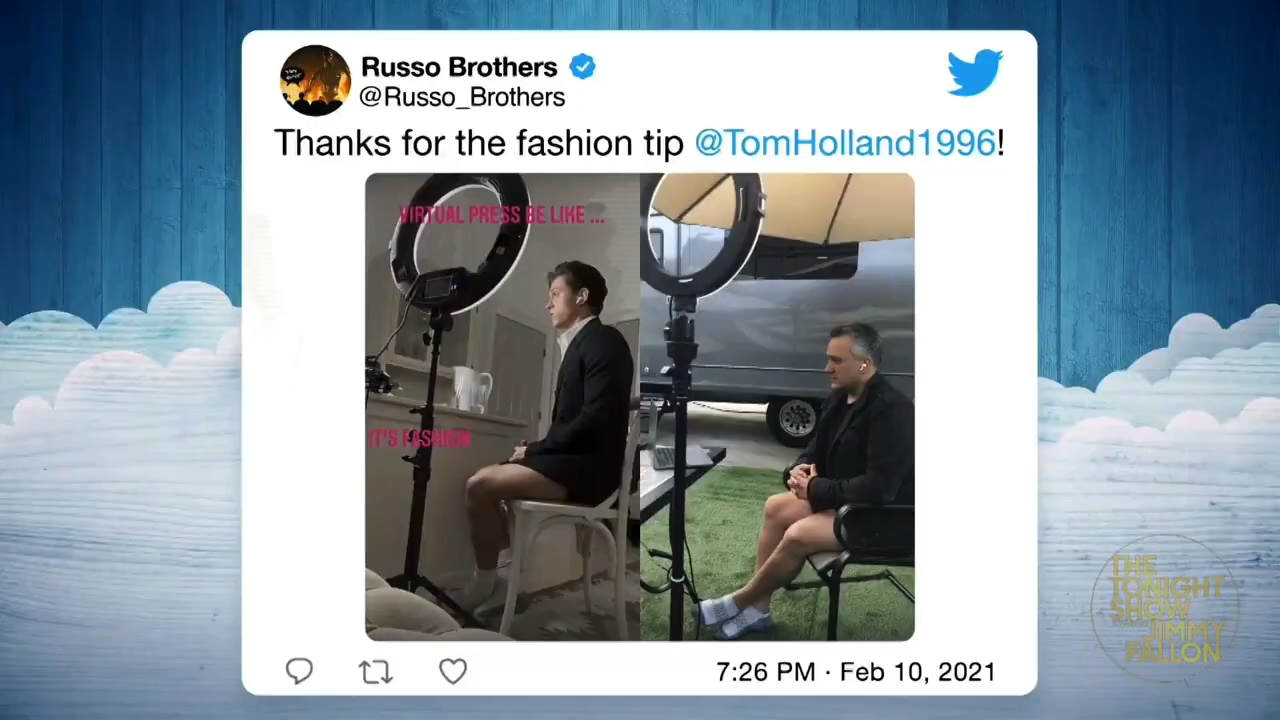 Russo Brothers
@Russo_Brothers
Thanks for the fashion tip @TomHolland1996!
VIRTUAL PRESS BE LIKE ...
IT'S FASHION
7:26 PM · Feb 10, 2021
THE
TONIGHT
SHOW
JIMMY
FALLON